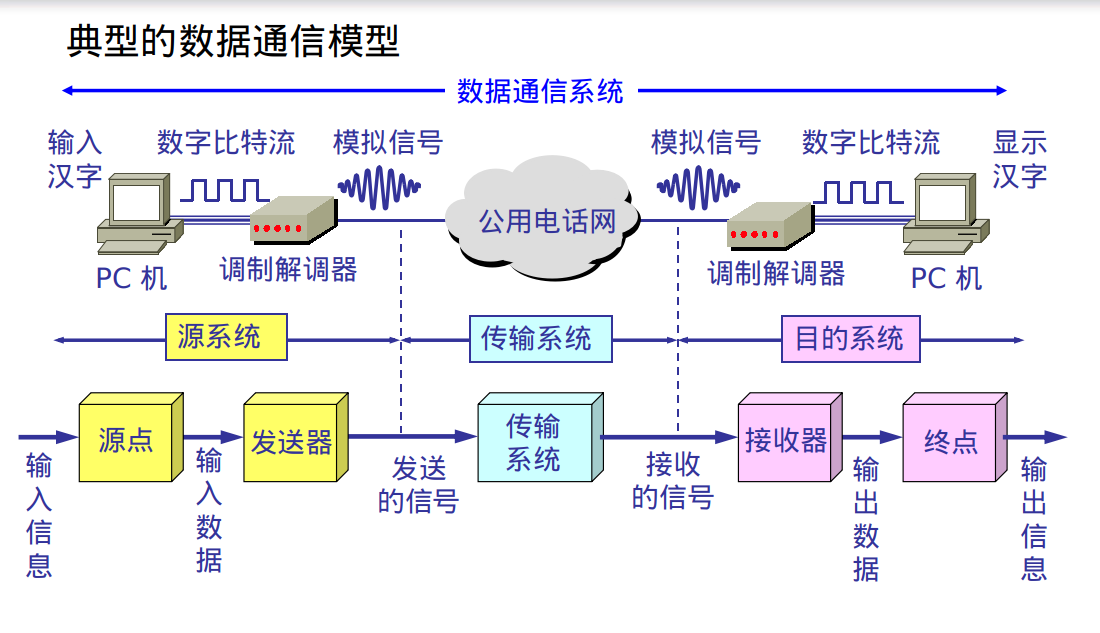 典型的数据通信模型
数据通信系统
输入
汉字
数字比特流
模拟信号
模拟信号
数字比特流
显示
汉字
公用电话网
PC 机
调制解调器
调制解调器
PC 机
源系统
传输系统
目的系统
源点
发送器
传输
系统
接收器
终点
输入信息
输入数据
发送
的信号
接收
的信号
输出数据
输出信息